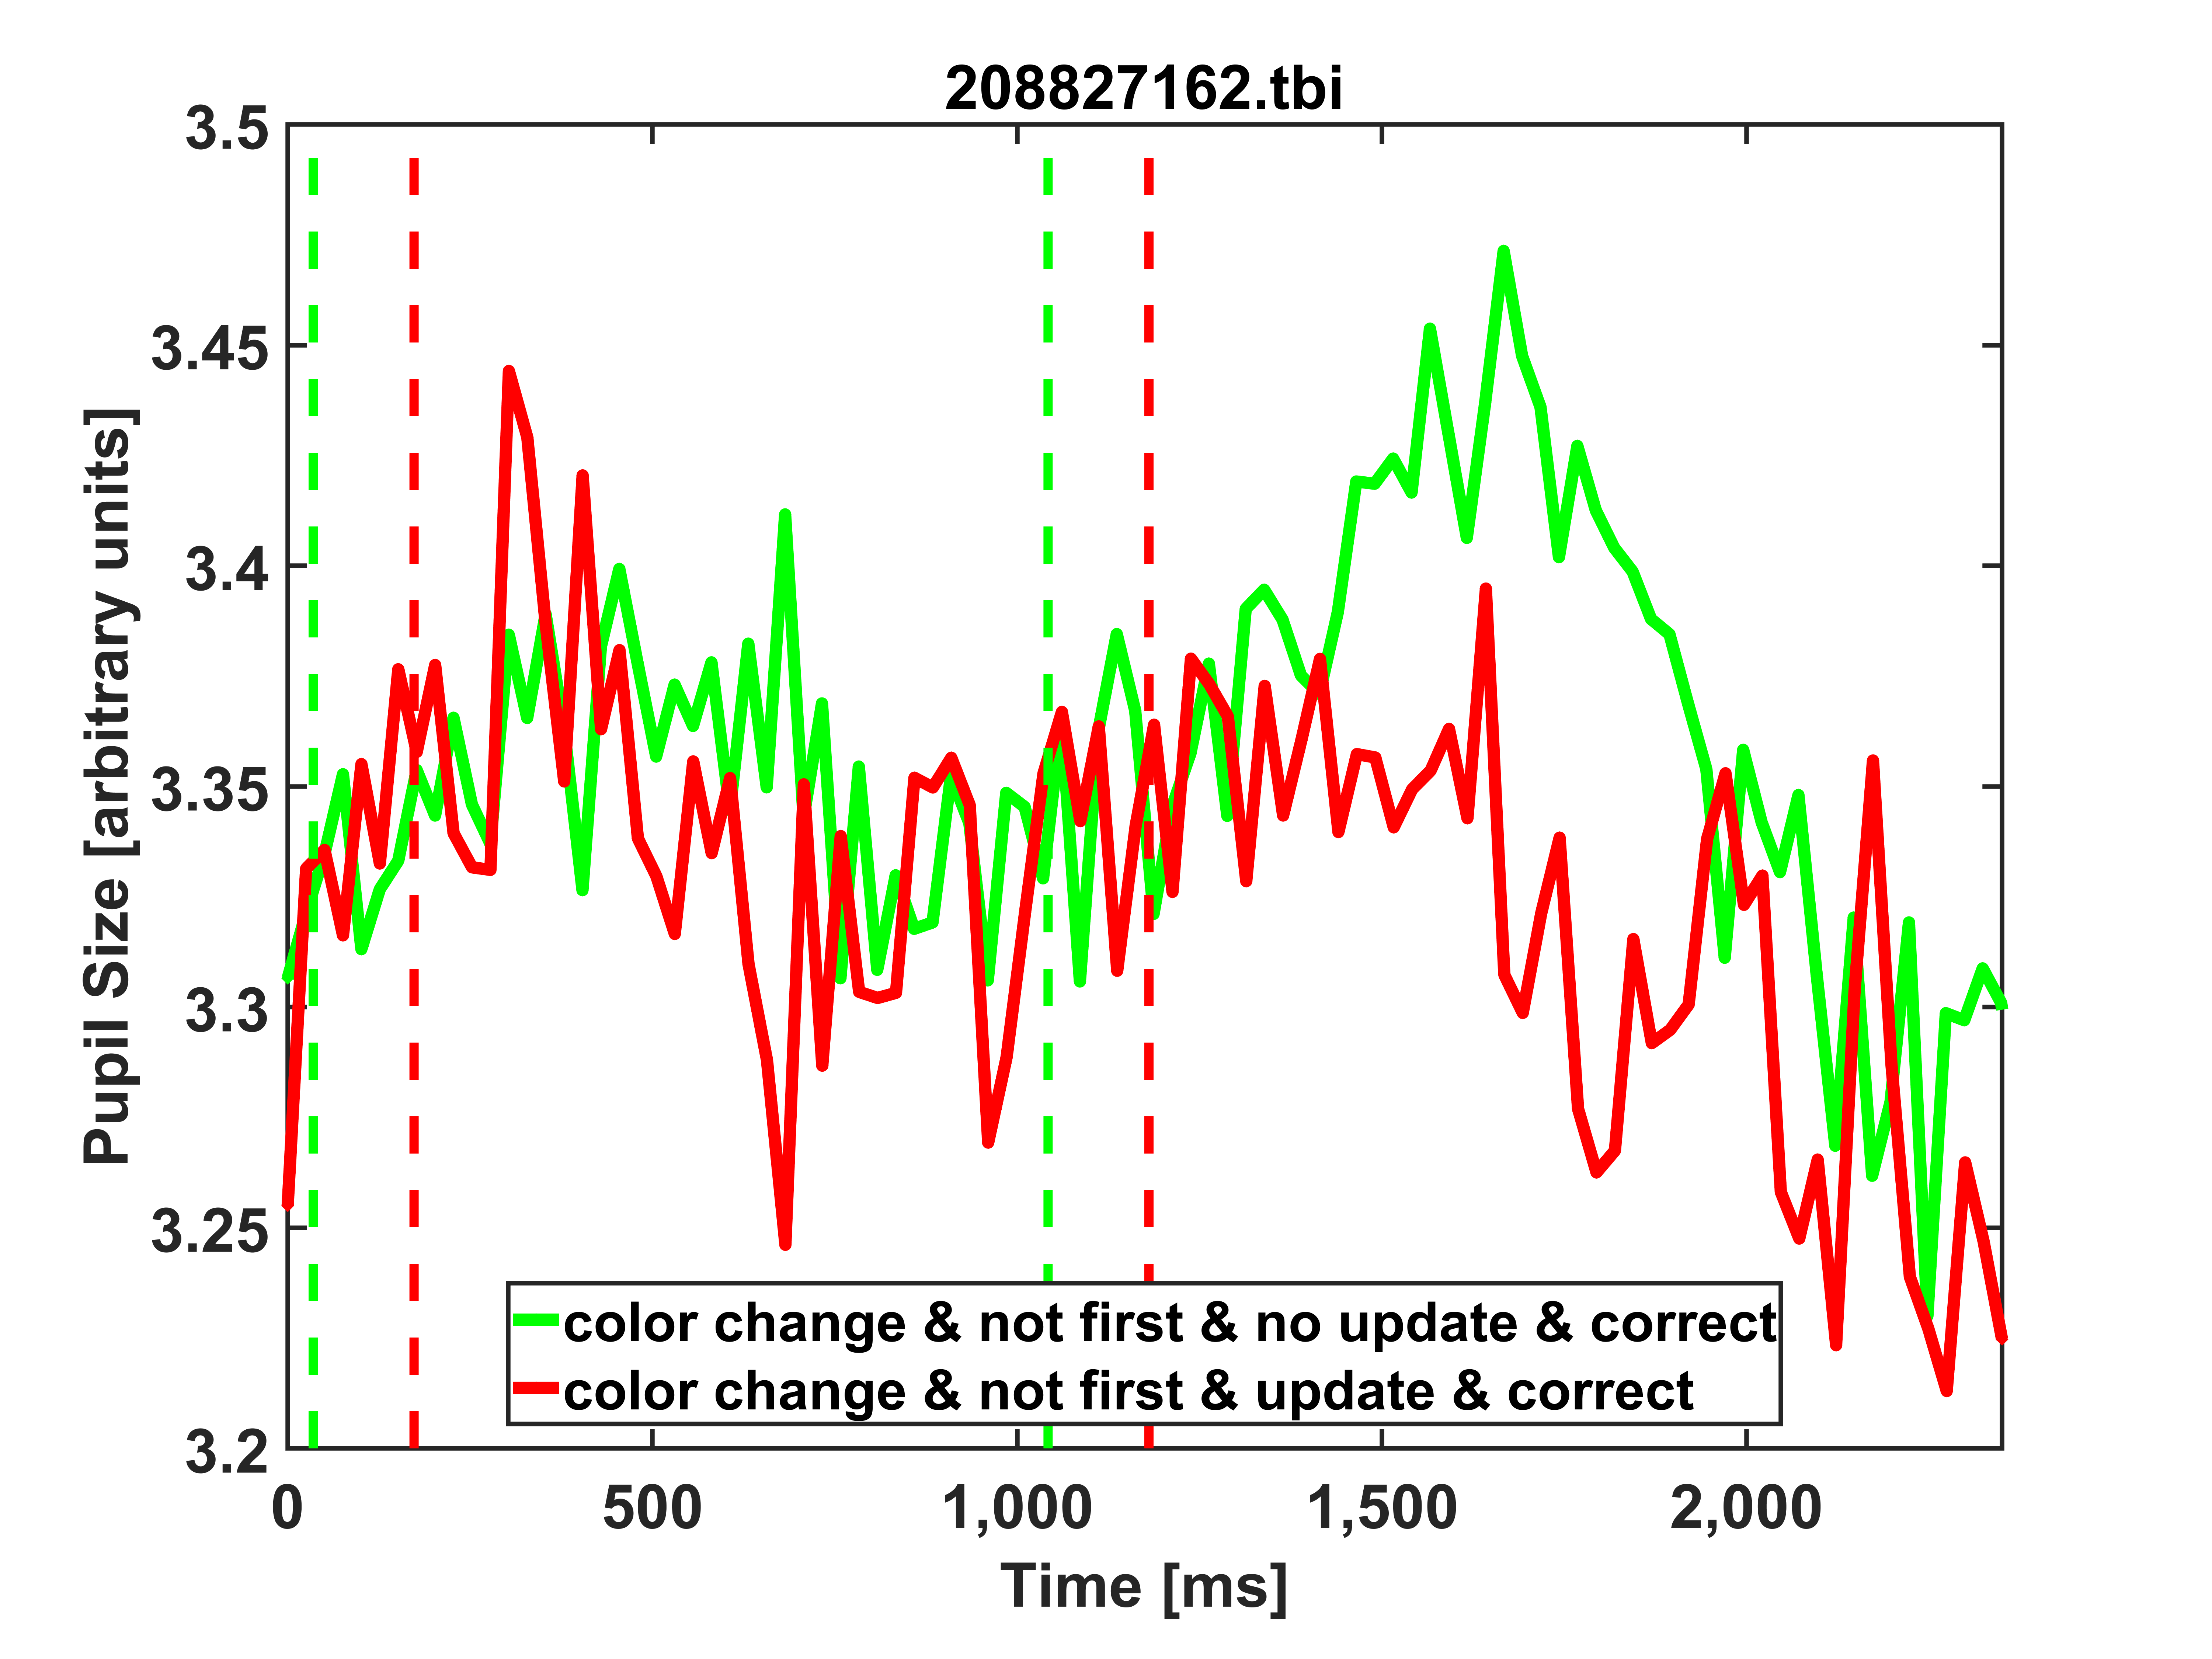 208827162.tbi
3.5
3.45
3.4
3.35
3.3
3.25
3.2
Pupil Size [arbitrary units]
color change & not first & no update & correct
color change & not first & update & correct
0 500 1,000 1,500 2,000
Time [ms]